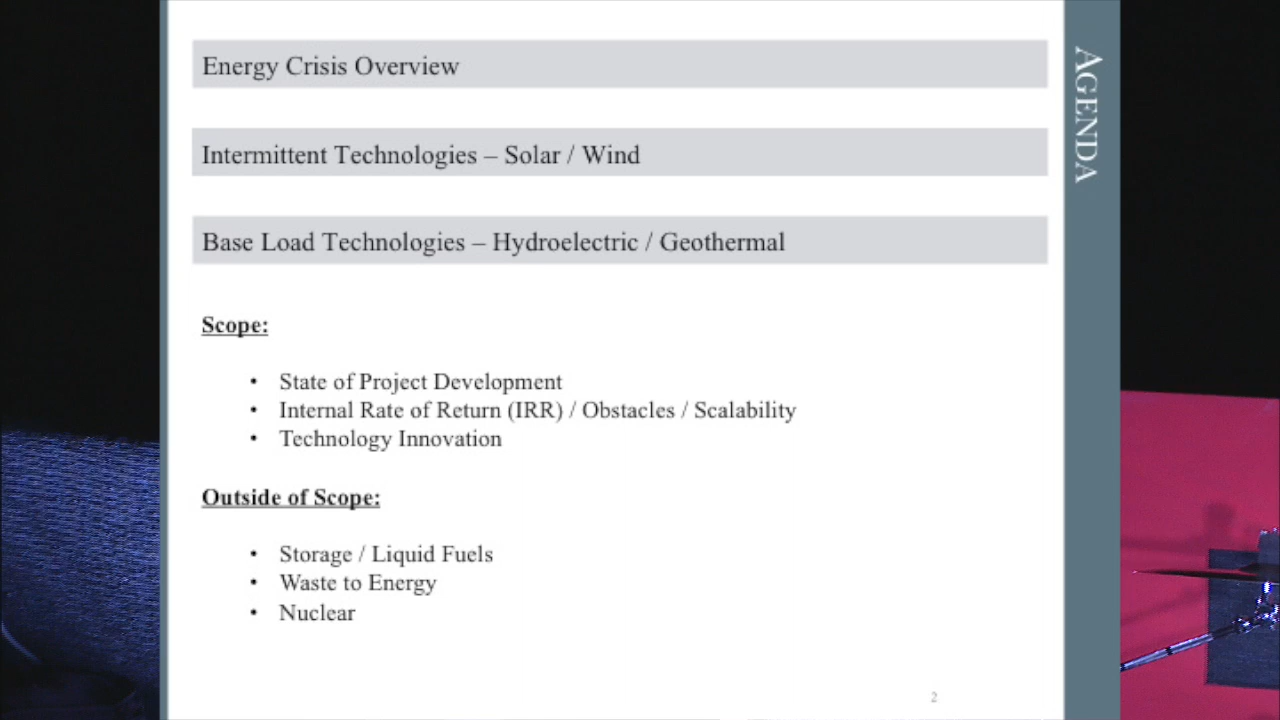 AGENDA
Energy Crisis Overview
Intermittent Technologies – Solar / Wind
Base Load Technologies – Hydroelectric / Geothermal
Scope:
• State of Project Development
• Internal Rate of Return (IRR) / Obstacles / Scalability
• Technology Innovation
Outside of Scope:
• Storage / Liquid Fuels
• Waste to Energy
• Nuclear
2